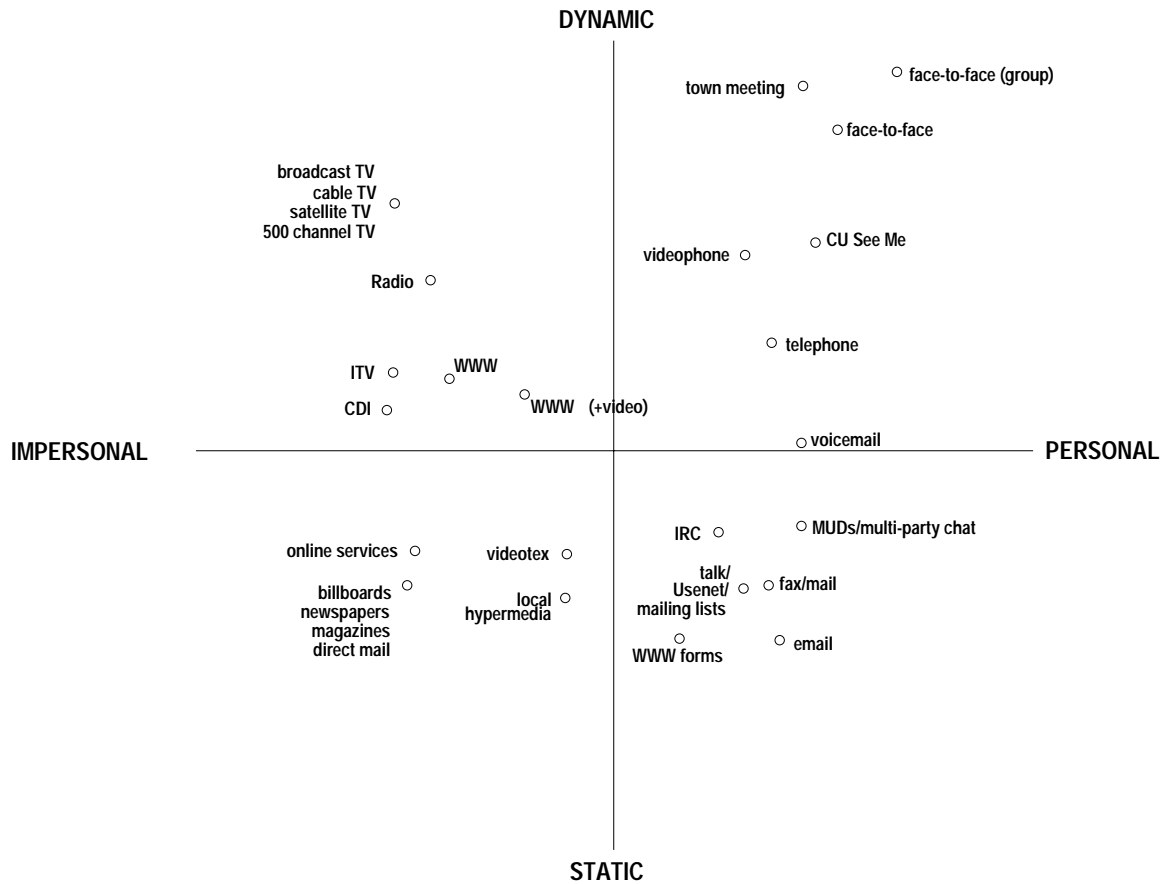 DYNAMIC
face-to-face (group)
town meeting
face-to-face
broadcast TV
cable TV
satellite TV
500 channel TV
CU See Me
videophone
Radio
telephone
WWW
ITV
WWW (+video)
CDI
voicemail
IMPERSONAL
PERSONAL
MUDs/multi-party chat
IRC
online services
videotex
talk/
Usenet/
mailing lists
fax/mail
billboards
newspapers
magazines
direct mail
local
hypermedia
WWW forms
email
STATIC